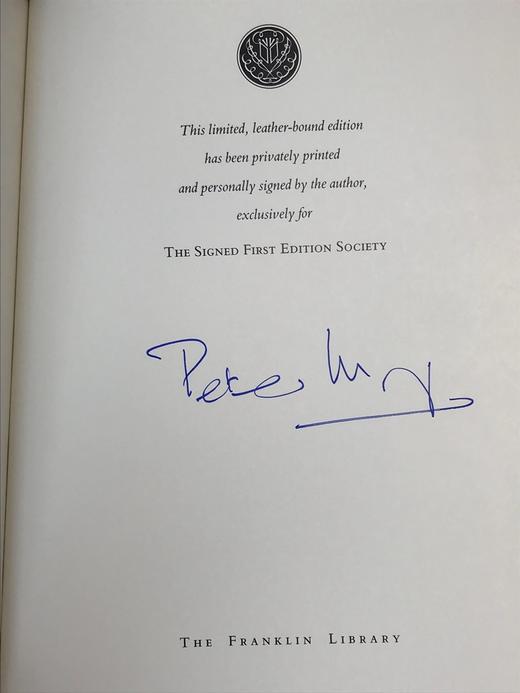 This limited, leather-bound edition
has been privately printed
and personally signed by the author,
exclusively for
THE SIGNED FIRST EDITION SOCIETY
Peter
THE FRANKLIN LIBRARY